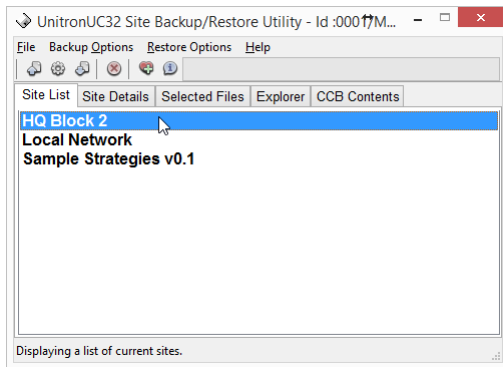 UnitronUC32 Site Backup/Restore Utility - Id :0001
File Backup Options Restore Options Help
Site List Site Details Selected Files Explorer CCB Contents
HQ Block 2
Local Network
Sample Strategies v0.1
Displaying a list of current sites.